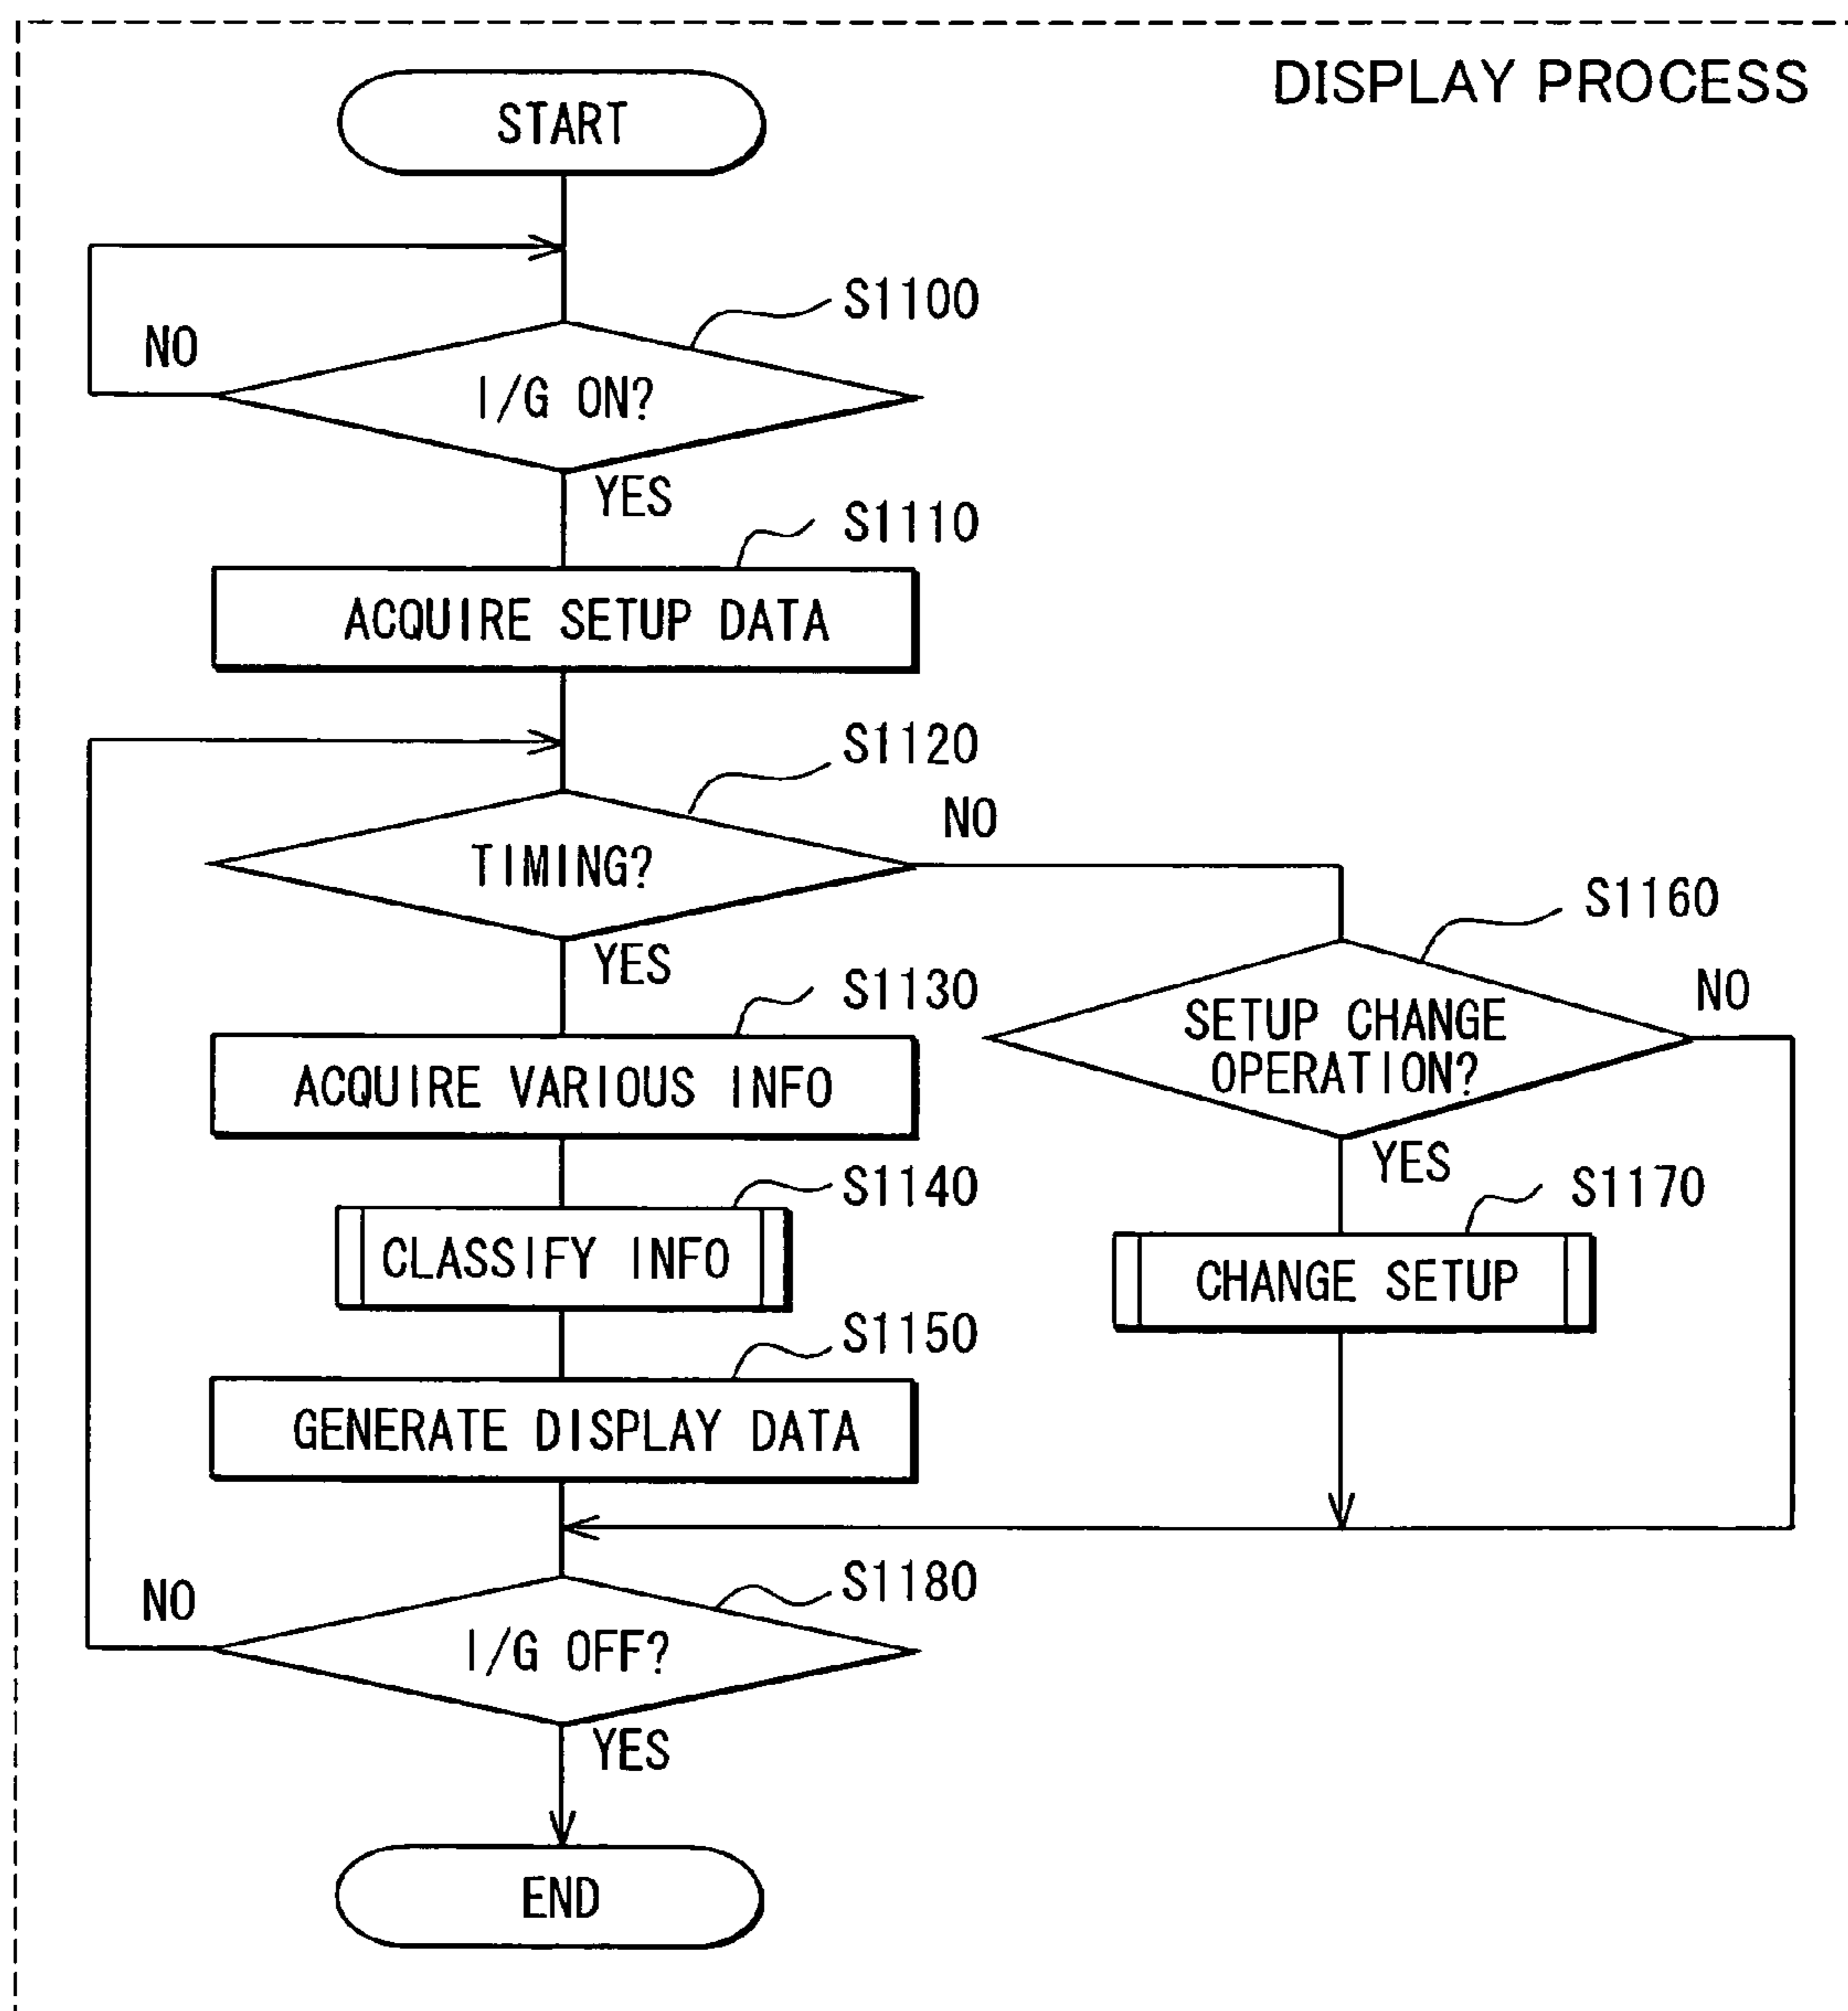 DISPLAY PROCESS
START
S1100
NO
I/G ON?
YES
S1110
ACQUIRE SETUP DATA
S1120
NO
TIMING?
YES
S1160
S1130
NO
SETUP CHANGE
OPERATION?
ACQUIRE VARIOUS INFO
YES
S1140
S1170
CLASSIFY INFO
CHANGE SETUP
S1150
GENERATE DISPLAY DATA
S1180
NO
I/G OFF?
YES
END